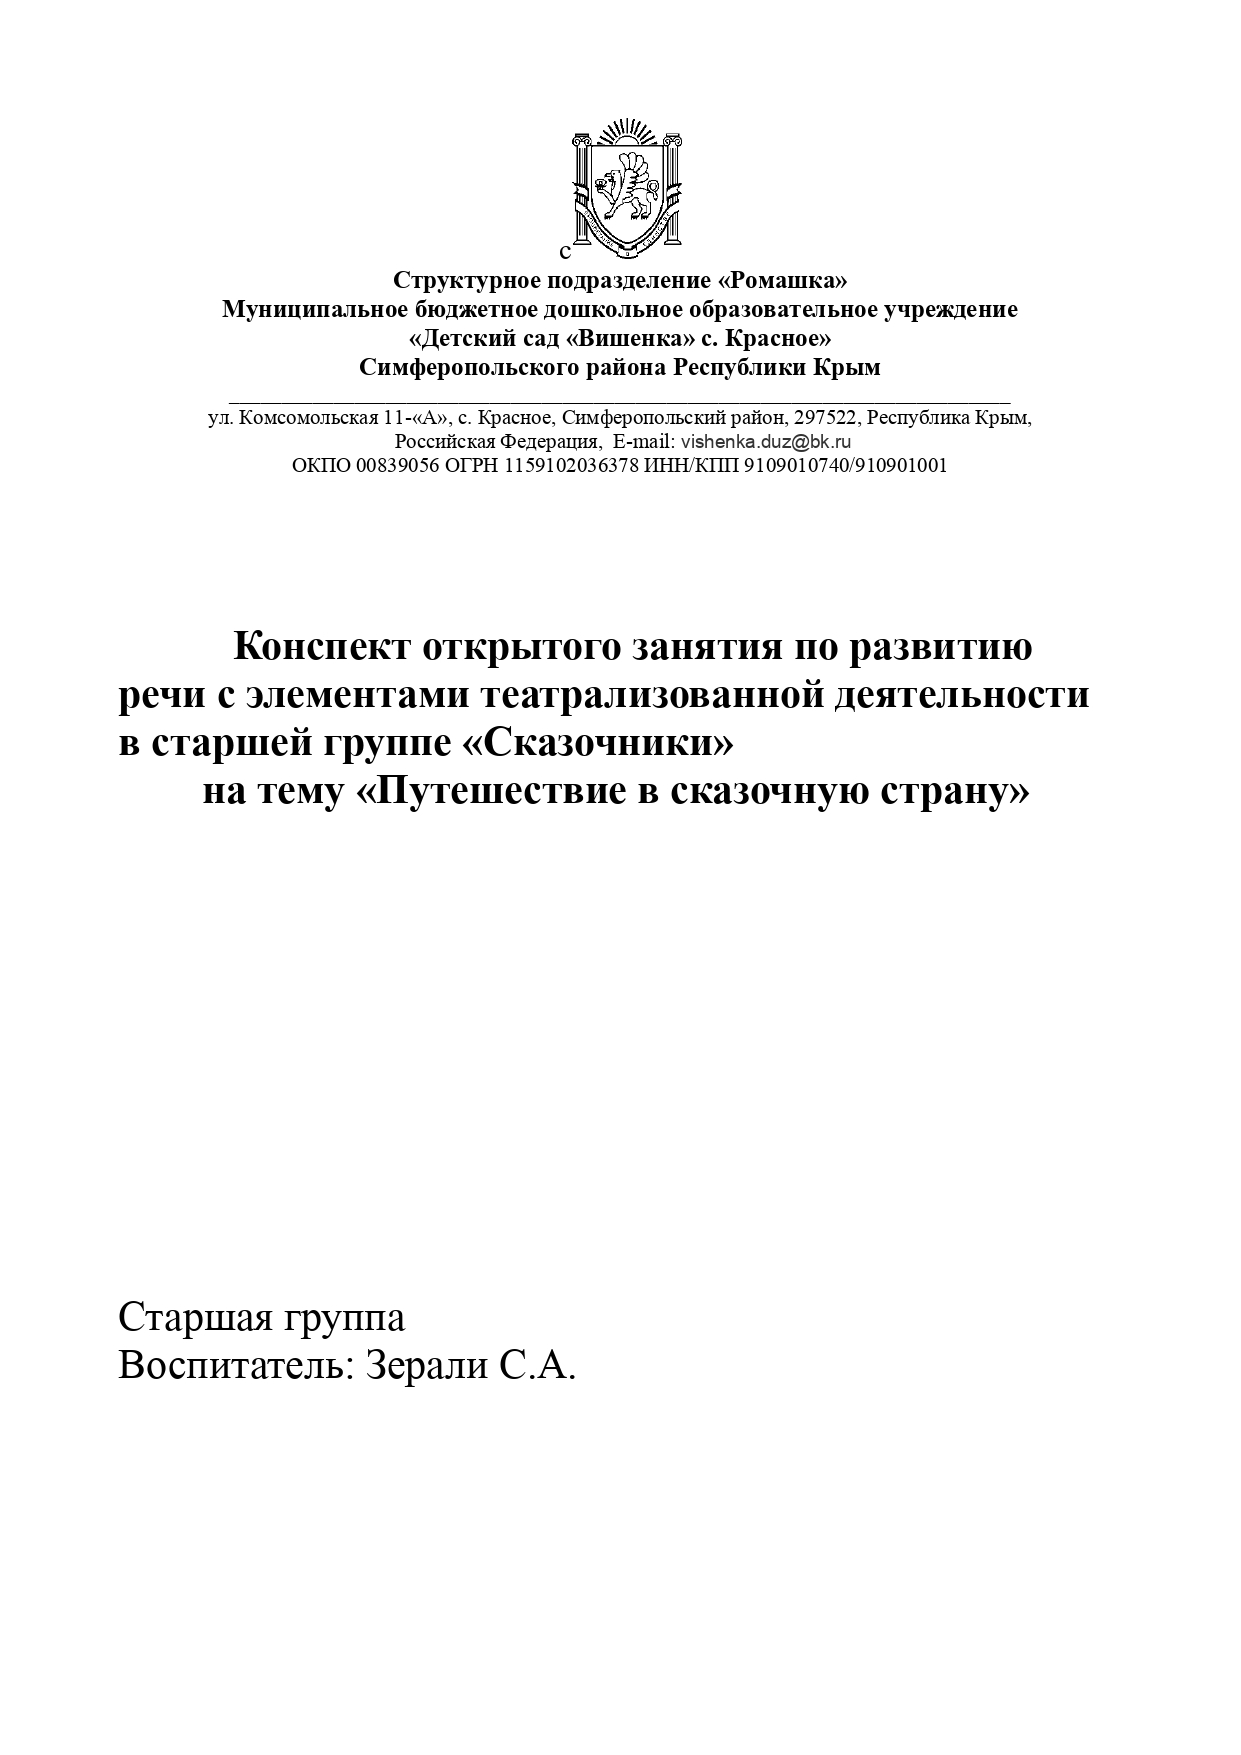 с
Структурное подразделение «Ромашка»
Муниципальное бюджетное дошкольное образовательное учреждение
«Детский сад «Вишенка» с. Красное»
Симферопольского района Республики Крым
ул. Комсомольская 11-«А», с. Красное, Симферопольский район, 297522, Республика Крым,
Российская Федерация, E-mail: vishenka.duz@bk.ru
ОКПО 00839056 ОГРН 1159102036378 ИНН/КПП 9109010740/910901001
Конспект открытого занятия по развитию
речи с элементами театрализованной деятельности
в старшей группе «Сказочники»
на тему «Путешествие в сказочную страну»
Старшая группа
Воспитатель: Зерали С.А.